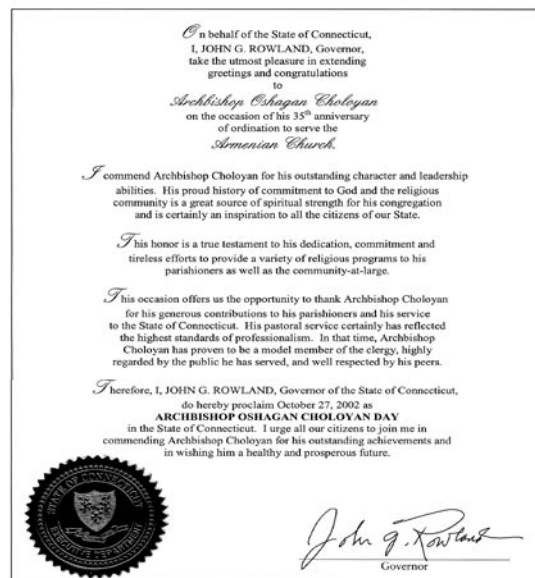 On behalf of the State of Connecticut,
I, JOHN G. ROWLAND, Governor,
take the utmost pleasure in extending
greetings and congratulations
to
Archbishop Oshagan Choloyan
on the occasion of his 35th anniversary
of ordination to serve the
Armenian Church.
I commend Archbishop Choloyan for his outstanding character and leadership
abilities. His proud history of commitment to God and the religious
community is a great source of spiritual strength for his congregation
and is certainly an inspiration to all the citizens of our State.
This honor is a true testament to his dedication, commitment and
tireless efforts to provide a variety of religious programs to his
parishioners as well as the community-at-large.
This occasion offers us the opportunity to thank Archbishop Choloyan
for his generous contributions to his parishioners and his service
to the State of Connecticut. His pastoral service certainly has reflected
the highest standards of professionalism. In that time, Archbishop
Choloyan has proven to be a model member of the clergy, highly
regarded by the public he has served, and well respected by his peers.
Therefore, I, JOHN G. ROWLAND, Governor of the State of Connecticut,
do hereby proclaim October 27, 2002 as
ARCHBISHOP OSHAGAN CHOLOYAN DAY
in the State of Connecticut. I urge all our citizens to join me in
commending Archbishop Choloyan for his outstanding achievements and
in wishing him a healthy and prosperous future.
STATE OF CONNECTICUT
EXECUTIVE DEPARTMENT
John G. Rowland
Governor